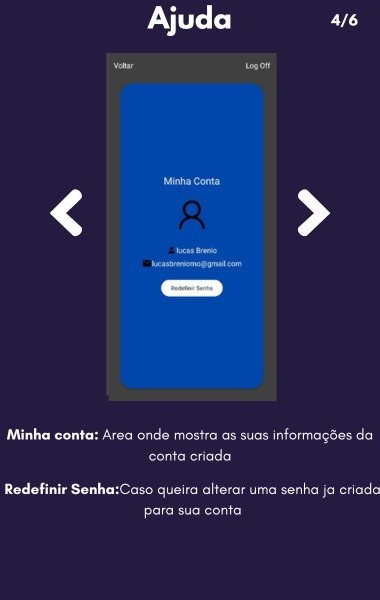 Ajuda
4/6
Voltar
Log Off
Minha Conta
lucas Brenio
lucasbreniomo@gmail.com
Redefinir Senha
Minha conta: Area onde mostra as suas informações da
conta criada
Redefinir Senha:Caso queira alterar uma senha ja criada
para sua conta